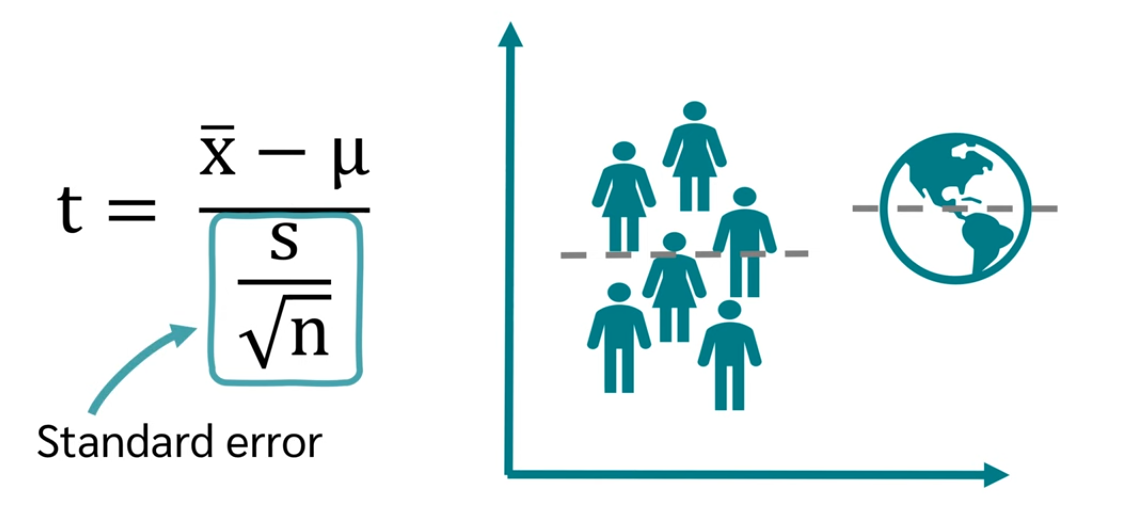 t = (x̄ − μ) / (s / √n)
Standard error